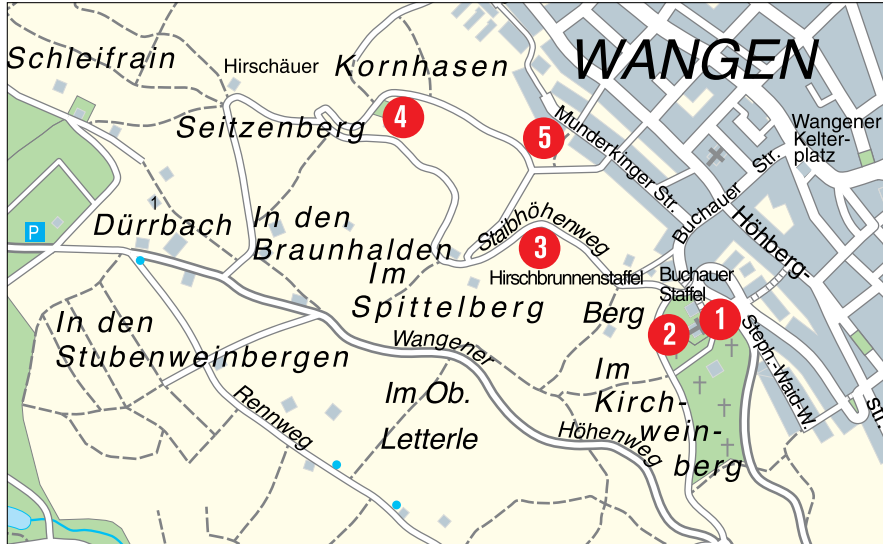 WANGEN
Schleifrain
Hirschäuer
Kornhasen
4
Seitzenberg
5
Munderkinger Str.
Wangener
Kelter-
platz
1
Dürrbach
P
In den
Braunhalden
Staibhöhenweg
3
Hirschbrunnenstaffel
Buchauer Str.
Höhberg-
str.
Im
Spittelberg
Buchauer
Staffel
Berg
2
1
Steph.-Waid-W.
In den
Stubenweinbergen
Wangener
Höhenweg
Im
Kirch-
wein-
berg
Im Ob.
Letterle
Rennweg